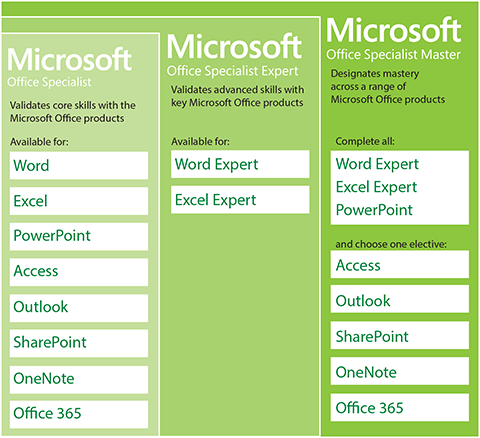 Microsoft
Office Specialist
Validates core skills with the
Microsoft Office products
Available for:
Word
Excel
PowerPoint
Access
Outlook
SharePoint
OneNote
Office 365
Microsoft
Office Specialist Expert
Validates advanced skills with
key Microsoft Office products
Available for:
Word Expert
Excel Expert
Microsoft
Office Specialist Master
Designates mastery
across a range of
Microsoft Office products
Complete all:
Word Expert
Excel Expert
PowerPoint
and choose one elective:
Access
Outlook
SharePoint
OneNote
Office 365